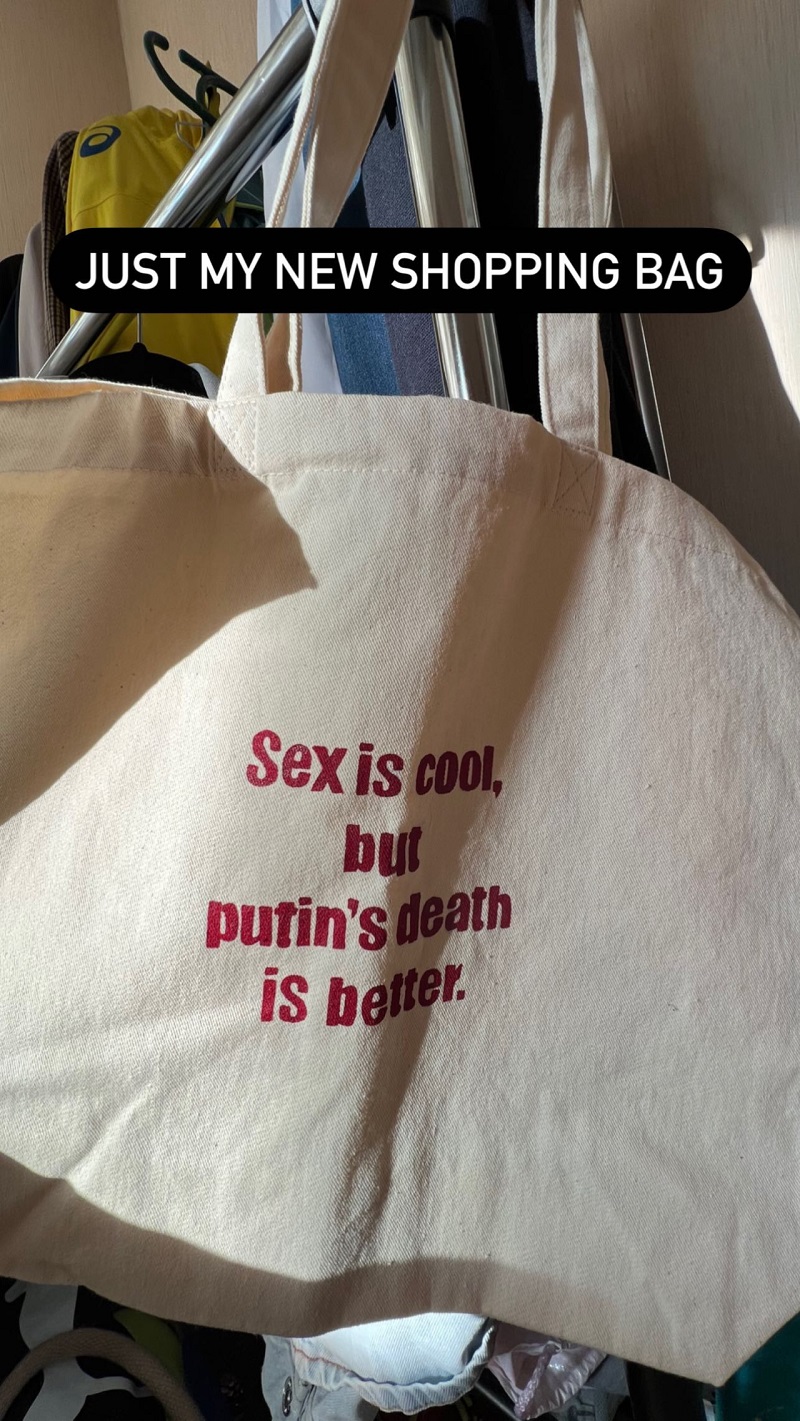 JUST MY NEW SHOPPING BAG
Sex is cool,
but
putin's death
is better.